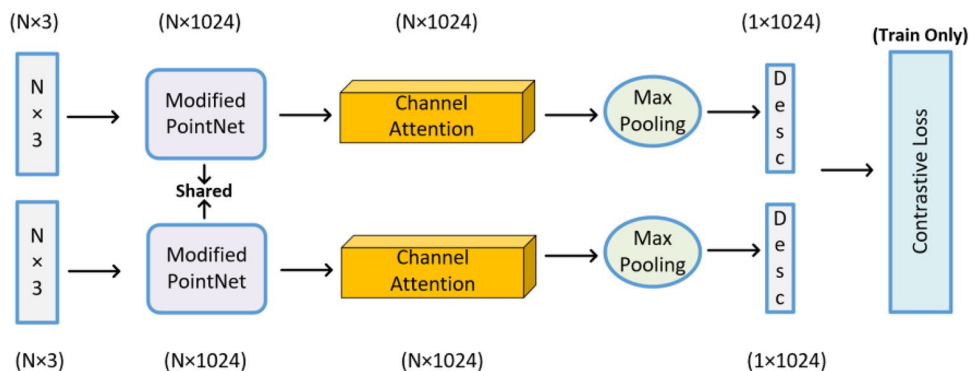 (N×3)
(N×1024)
(N×1024)
(1×1024)
(Train Only)
N
×
3
Modified
PointNet
Channel
Attention
Max
Pooling
D
e
s
c
Contrastive Loss
Shared
N
×
3
Modified
PointNet
Channel
Attention
Max
Pooling
D
e
s
c
(N×3)
(N×1024)
(N×1024)
(1×1024)